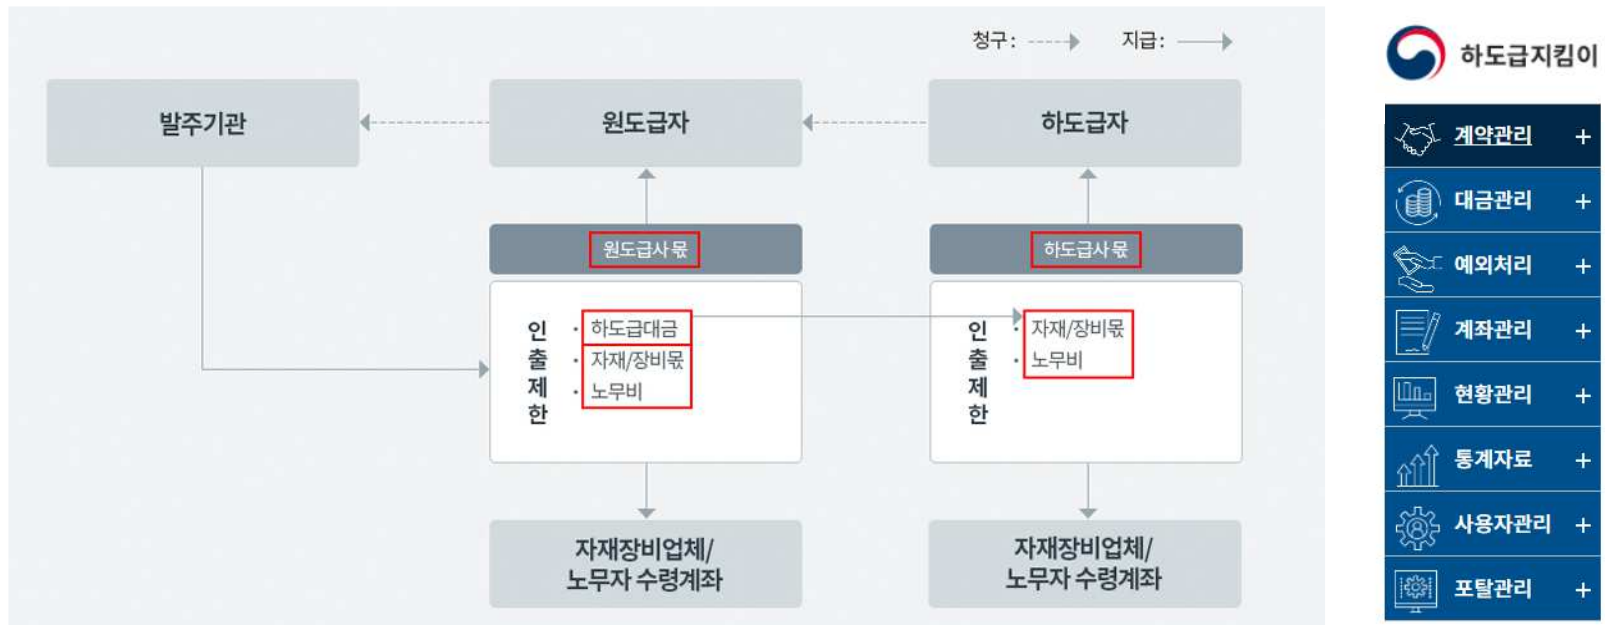 청구: 지급:
발주기관 원도급자 하도급자
원도급사 몫 하도급사 몫
인출제한
· 하도급대금
· 자재/장비몫
· 노무비
인출제한
· 자재/장비몫
· 노무비
자재장비업체/
노무자 수령계좌
자재장비업체/
노무자 수령계좌
하도급지킴이
계약관리 +
대금관리 +
예외처리 +
계좌관리 +
현황관리 +
통계자료 +
사용자관리 +
포탈관리 +